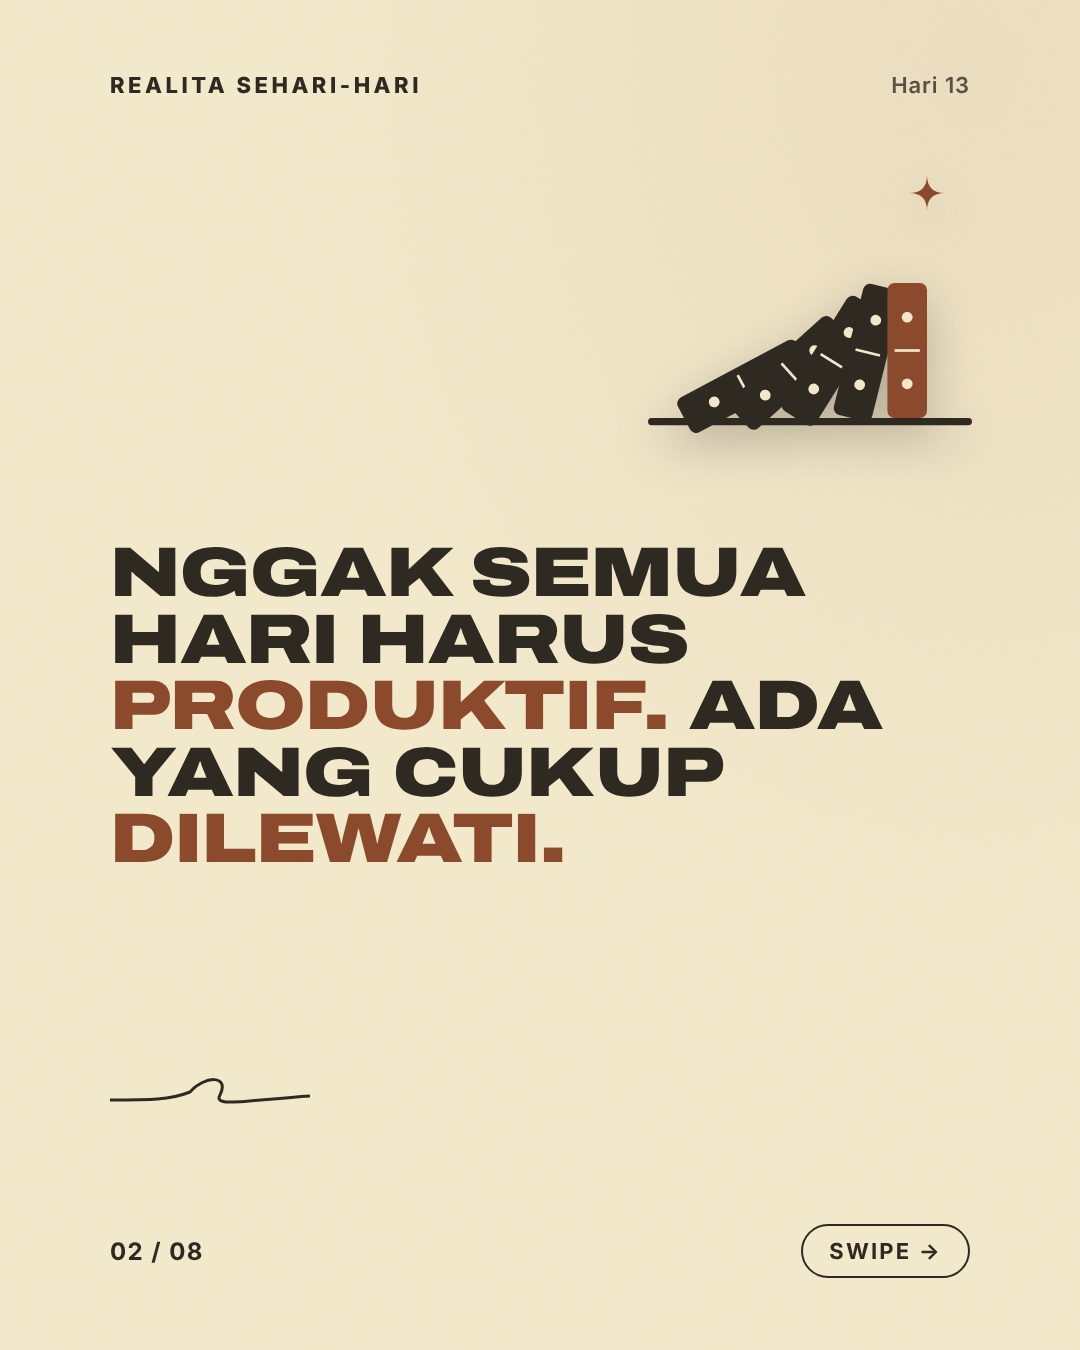 REALITA SEHARI-HARI
Hari 13
NGGAK SEMUA
HARI HARUS
PRODUKTIF. ADA
YANG CUKUP
DILEWATI.
02 / 08
SWIPE →